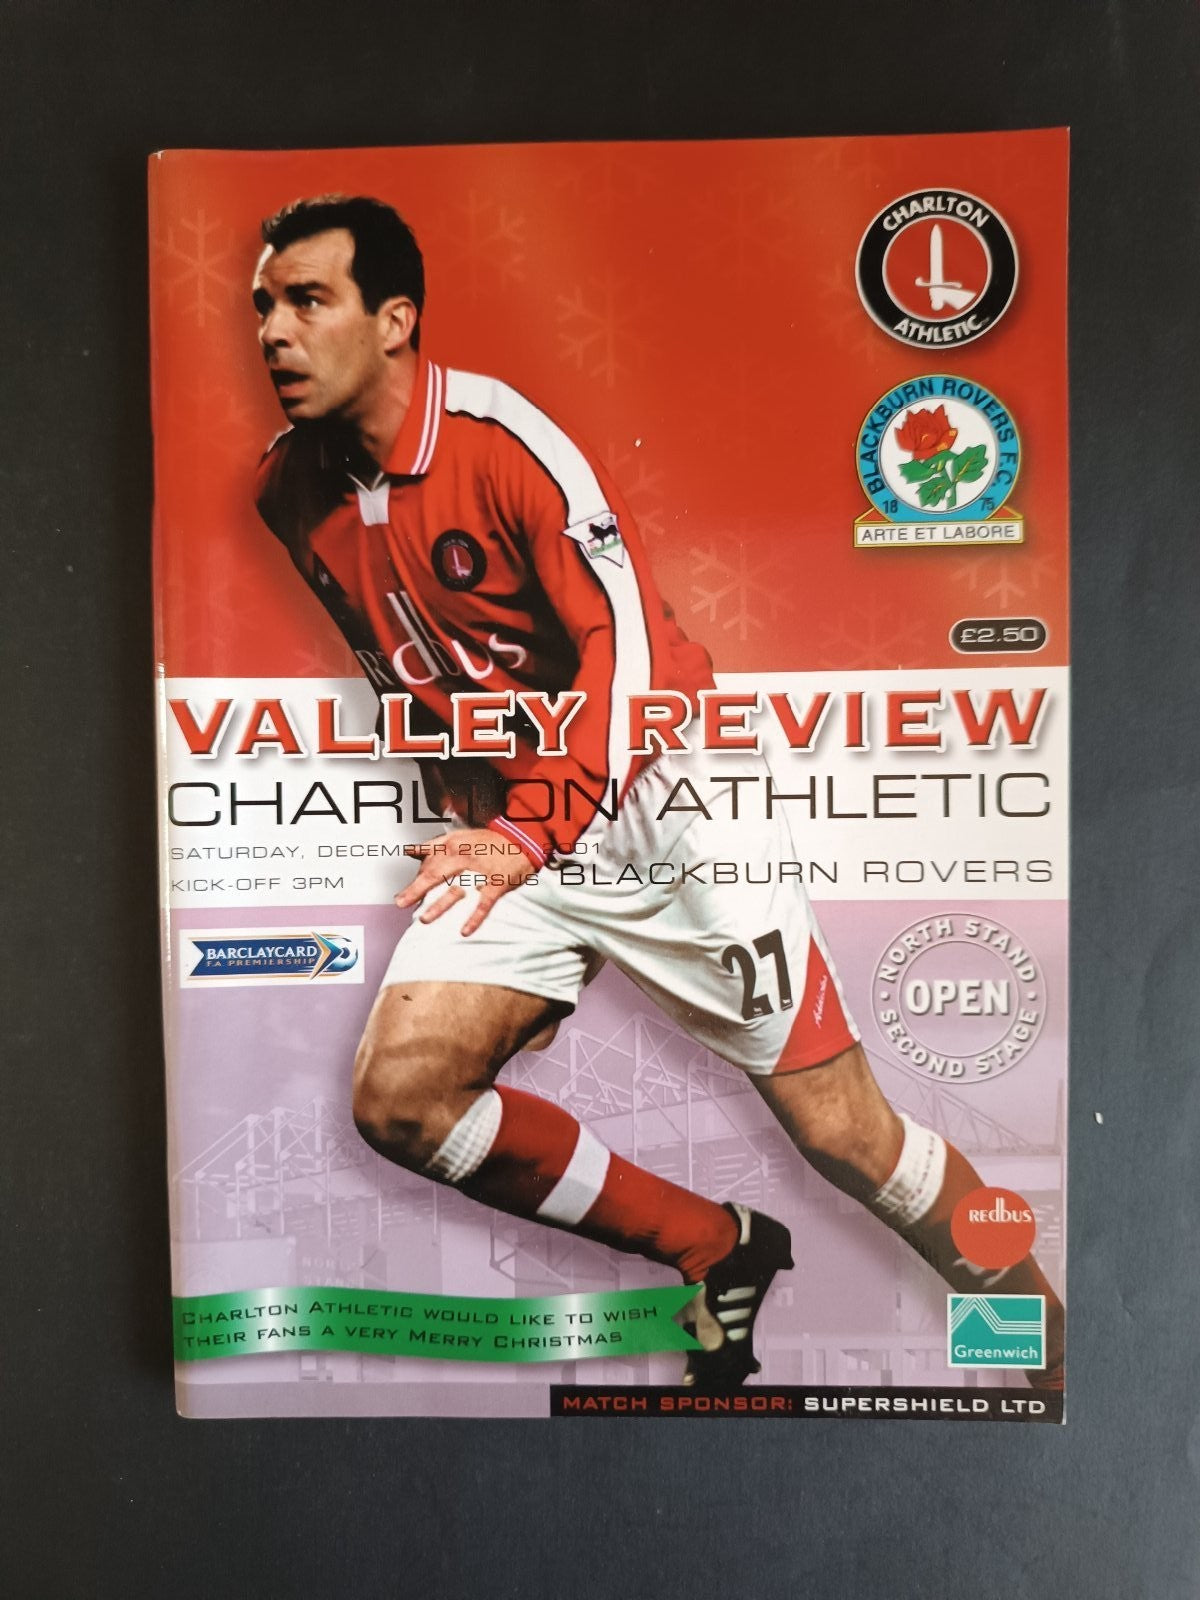 CHARLTON
ATHLETIC
BLACKBURN ROVERS F.C.
18 75
ARTE ET LABORE
£2.50
Redbus
VALLEY REVIEW
CHARLTON ATHLETIC
SATURDAY, DECEMBER 22ND, 2001
KICK-OFF 3PM
VERSUS BLACKBURN ROVERS
BARCLAYCARD
F.A PREMIERSHIP
27
NORTH STAND
OPEN
SECOND STAGE
REdbus
NORTH
STAND
CHARLTON ATHLETIC WOULD LIKE TO WISH
THEIR FANS A VERY MERRY CHRISTMAS
Greenwich
MATCH SPONSOR: SUPERSHIELD LTD